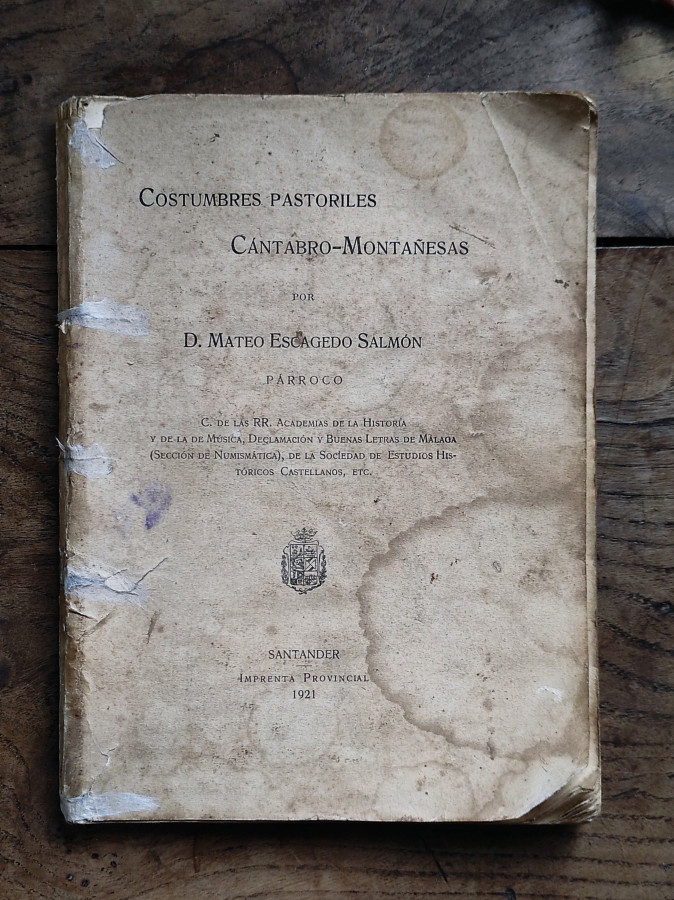 COSTUMBRES PASTORILES
CÁNTABRO-MONTAÑESAS
POR
D. MATEO ESCAGEDO SALMÓN
PÁRROCO
C. DE LAS RR. ACADEMIAS DE LA HISTORIA
Y DE LA DE MÚSICA, DECLAMACIÓN Y BUENAS LETRAS DE MÁLAGA
(SECCIÓN DE NUMISMÁTICA), DE LA SOCIEDAD DE ESTUDIOS HIS-
TÓRICOS CASTELLANOS, ETC.
SANTANDER
IMPRENTA PROVINCIAL
1921